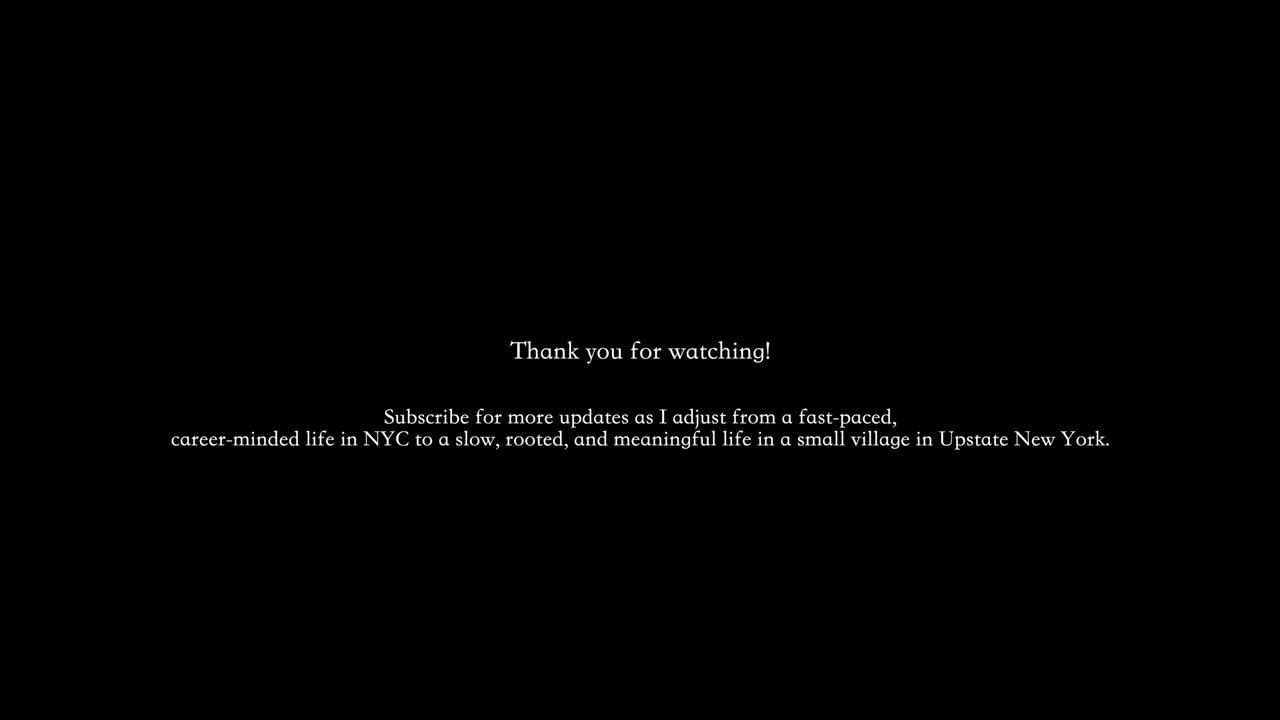 Thank you for watching!
Subscribe for more updates as I adjust from a fast-paced,
career-minded life in NYC to a slow, rooted, and meaningful life in a small village in Upstate New York.